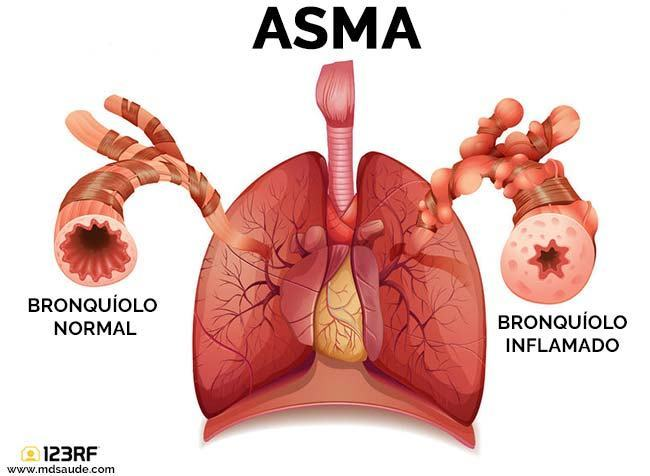 ASMA
BRONQUÍOLO
NORMAL
BRONQUÍOLO
INFLAMADO
123RF
www.mdsaude.com